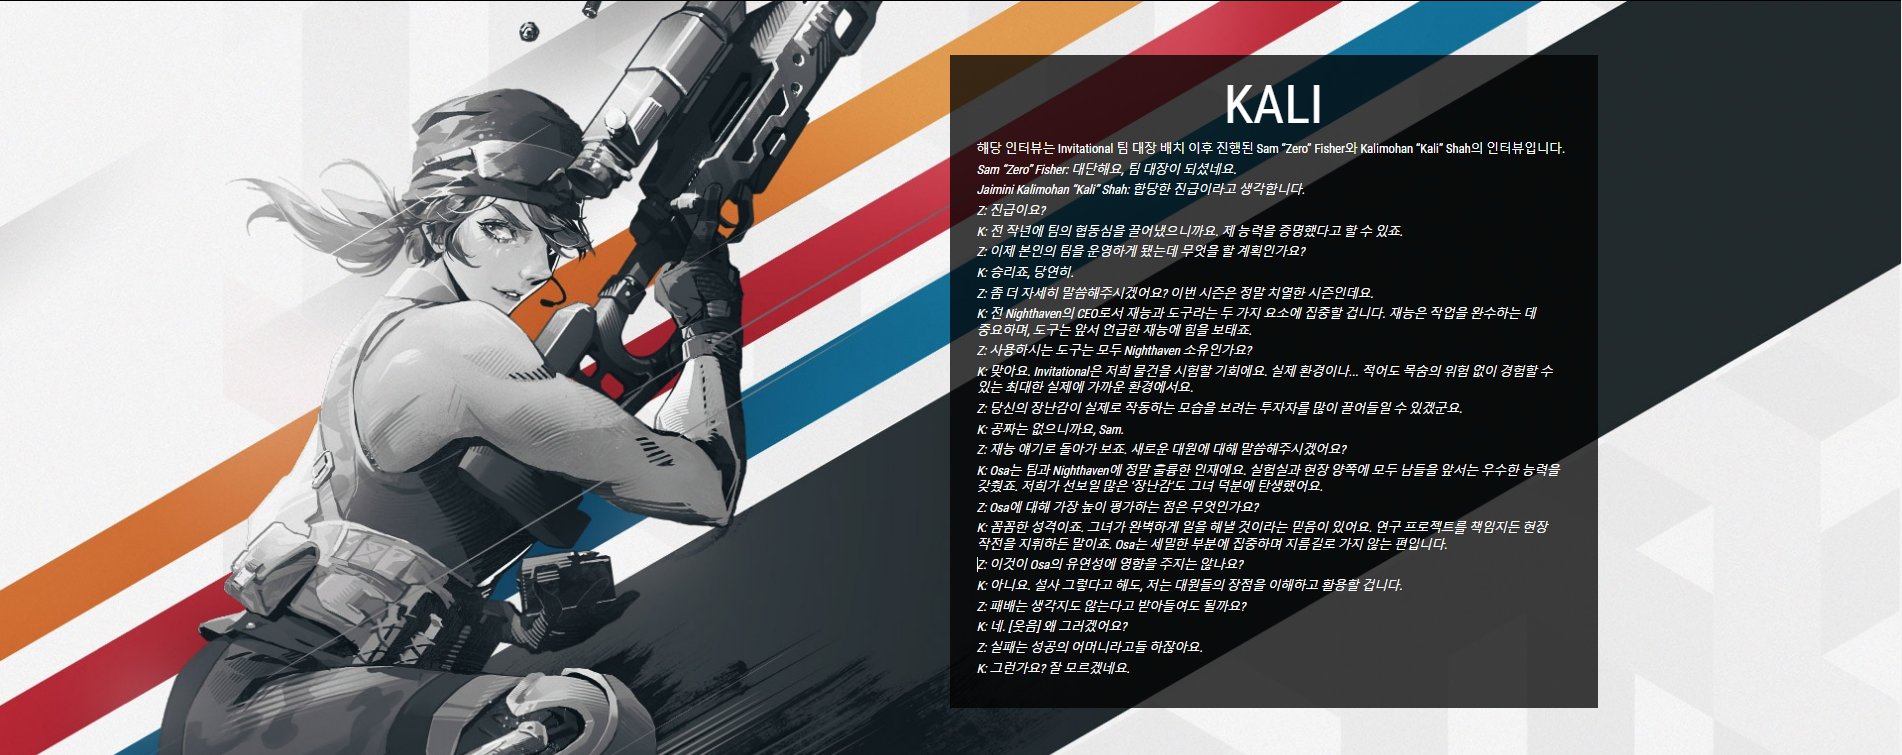 KALI
해당 인터뷰는 Invitational 팀 대장 배치 이후 진행된 Sam “Zero” Fisher와 Kalimohan “Kali” Shah의 인터뷰입니다.
Sam “Zero” Fisher: 대단해요, 팀 대장이 되셨네요.
Jaimini Kalimohan “Kali” Shah: 합당한 진급이라고 생각합니다.
Z: 진급이요?
K: 전 작년에 팀의 협동심을 끌어냈으니까요. 제 능력을 증명했다고 할 수 있죠.
Z: 이제 본인의 팀을 운영하게 됐는데 무엇을 할 계획인가요?
K: 승리죠, 당연히.
Z: 좀 더 자세히 말씀해주시겠어요? 이번 시즌은 정말 치열한 시즌인데요.
K: 전 Nighthaven의 CEO로서 재능과 도구라는 두 가지 요소에 집중할 겁니다. 재능은 작업을 완수하는 데
중요하며, 도구는 앞서 언급한 재능에 힘을 보태죠.
Z: 사용하시는 도구는 모두 Nighthaven 소유인가요?
K: 맞아요. Invitational은 저희 물건을 시험할 기회예요. 실제 환경이나... 적어도 목숨의 위험 없이 경험할 수
있는 최대한 실제에 가까운 환경에서요.
Z: 당신의 장난감이 실제로 작동하는 모습을 보려는 투자자를 많이 끌어들일 수 있겠군요.
K: 공짜는 없으니까요, Sam.
Z: 재능 얘기로 돌아가 보죠. 새로운 대원에 대해 말씀해주시겠어요?
K: Osa는 팀과 Nighthaven에 정말 훌륭한 인재예요. 실험실과 현장 양쪽에 모두 남들을 앞서는 우수한 능력을
갖췄죠. 저희가 선보일 많은 ‘장난감’도 그녀 덕분에 탄생했어요.
Z: Osa에 대해 가장 높이 평가하는 점은 무엇인가요?
K: 꼼꼼한 성격이죠. 그녀가 완벽하게 일을 해낼 것이라는 믿음이 있어요. 연구 프로젝트를 책임지든 현장
작전을 지휘하든 말이죠. Osa는 세밀한 부분에 집중하며 지름길로 가지 않는 편입니다.
Z: 이것이 Osa의 유연성에 영향을 주지는 않나요?
K: 아니요. 설사 그렇다고 해도, 저는 대원들의 장점을 이해하고 활용할 겁니다.
Z: 패배는 생각지도 않는다고 받아들여도 될까요?
K: 네. [웃음] 왜 그러겠어요?
Z: 실패는 성공의 어머니라고들 하잖아요.
K: 그런가요? 잘 모르겠네요.